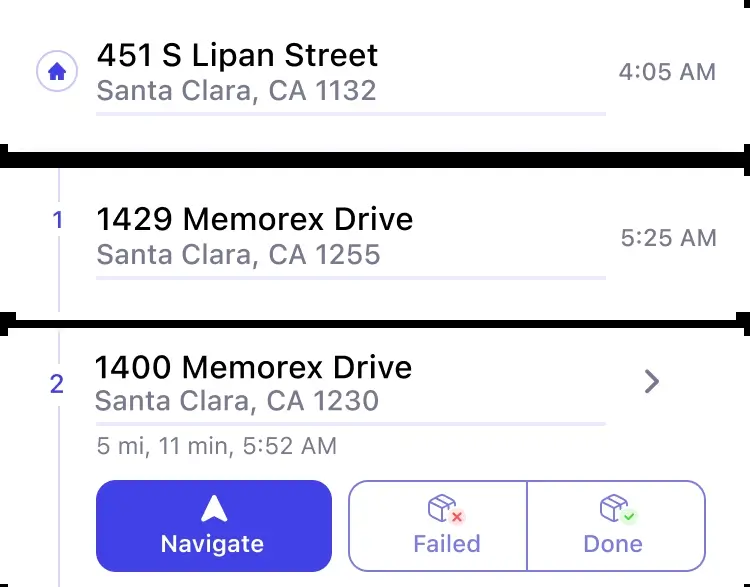 451 S Lipan Street
Santa Clara, CA 1132
4:05 AM
1
1429 Memorex Drive
Santa Clara, CA 1255
5:25 AM
2
1400 Memorex Drive
Santa Clara, CA 1230
5 mi, 11 min, 5:52 AM
Navigate
Failed
Done